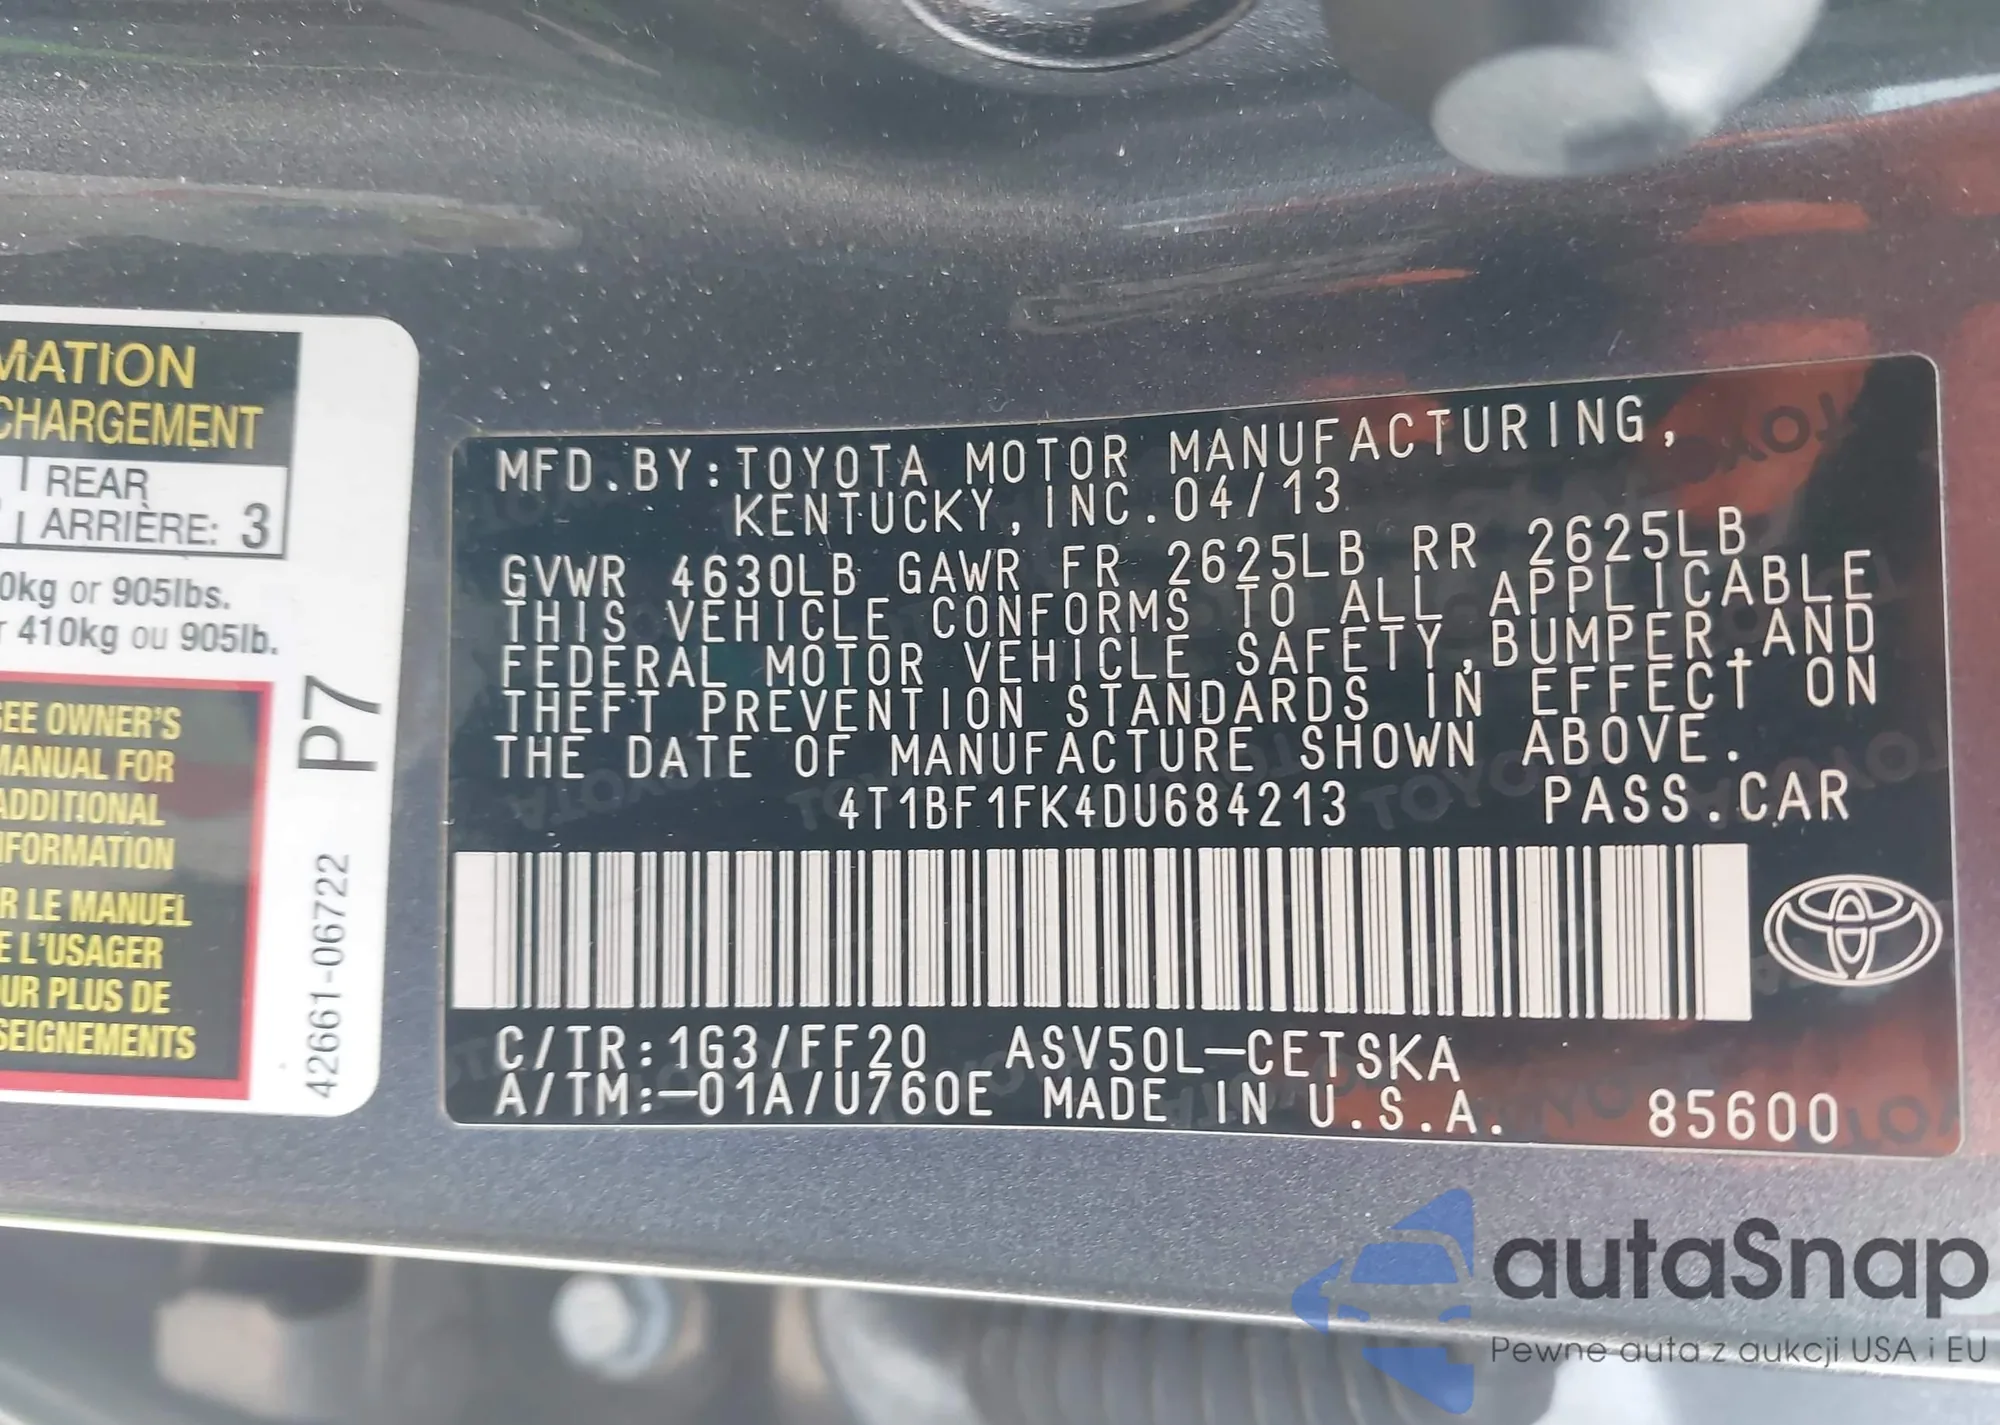 MATION
CHARGEMENT
REAR
ARRIÈRE: 3
0kg or 905lbs.
r 410kg ou 905lb.
SEE OWNER'S
MANUAL FOR
ADDITIONAL
INFORMATION
R LE MANUEL
E L'USAGER
OUR PLUS DE
SEIGNEMENTS
P7
42661-06722
MFD.BY:TOYOTA MOTOR MANUFACTURING,
KENTUCKY,INC.04/13
GVWR 4630LB GAWR FR 2625LB RR 2625LB
THIS VEHICLE CONFORMS TO ALL APPLICABLE
FEDERAL MOTOR VEHICLE SAFETY,BUMPER,AND
THEFT PREVENTION STANDARDS IN EFFECT ON
THE DATE OF MANUFACTURE SHOWN ABOVE.
4T1BF1FK4DU684213 PASS.CAR
C/TR:1G3/FF20 ASV50L-CETSKA
A/TM:-01A/U760E MADE IN U.S.A. 85600
autaSnap
Pewne auta z aukcji USA i EU